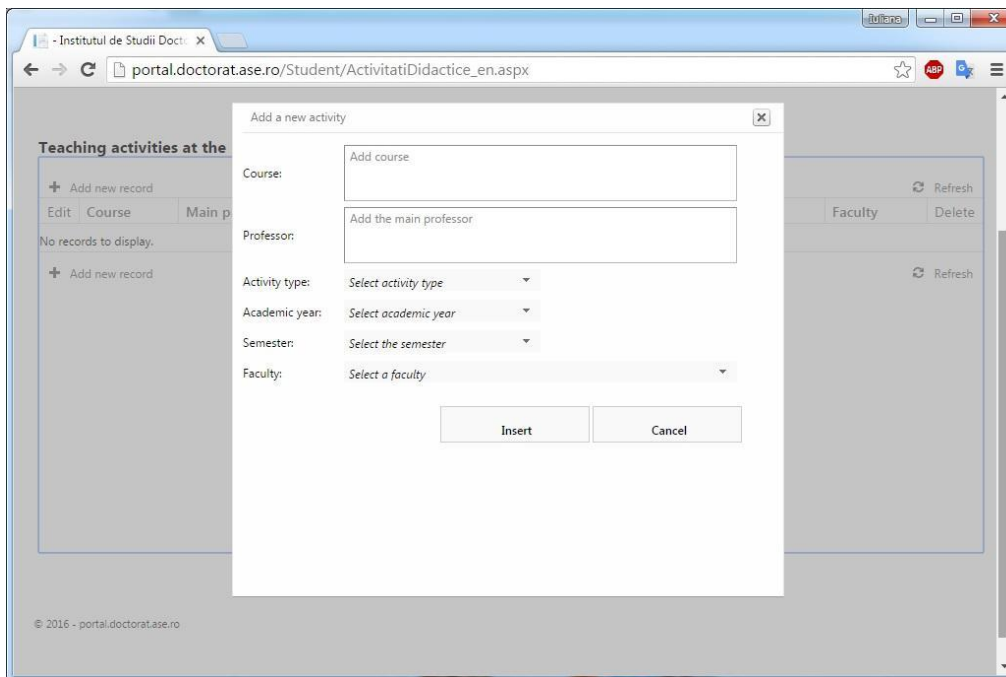 Iuliana
- Institutul de Studii Docto
portal.doctorat.ase.ro/Student/ActivitatiDidactice_en.aspx
ABP
Add a new activity
Teaching activities at the
Course:
Add course
Add new record
Refresh
Edit Course Main p Faculty Delete
Professor:
Add the main professor
No records to display.
Add new record
Refresh
Activity type: Select activity type
Academic year: Select academic year
Semester: Select the semester
Faculty: Select a faculty
Insert Cancel
© 2016 - portal.doctorat.ase.ro